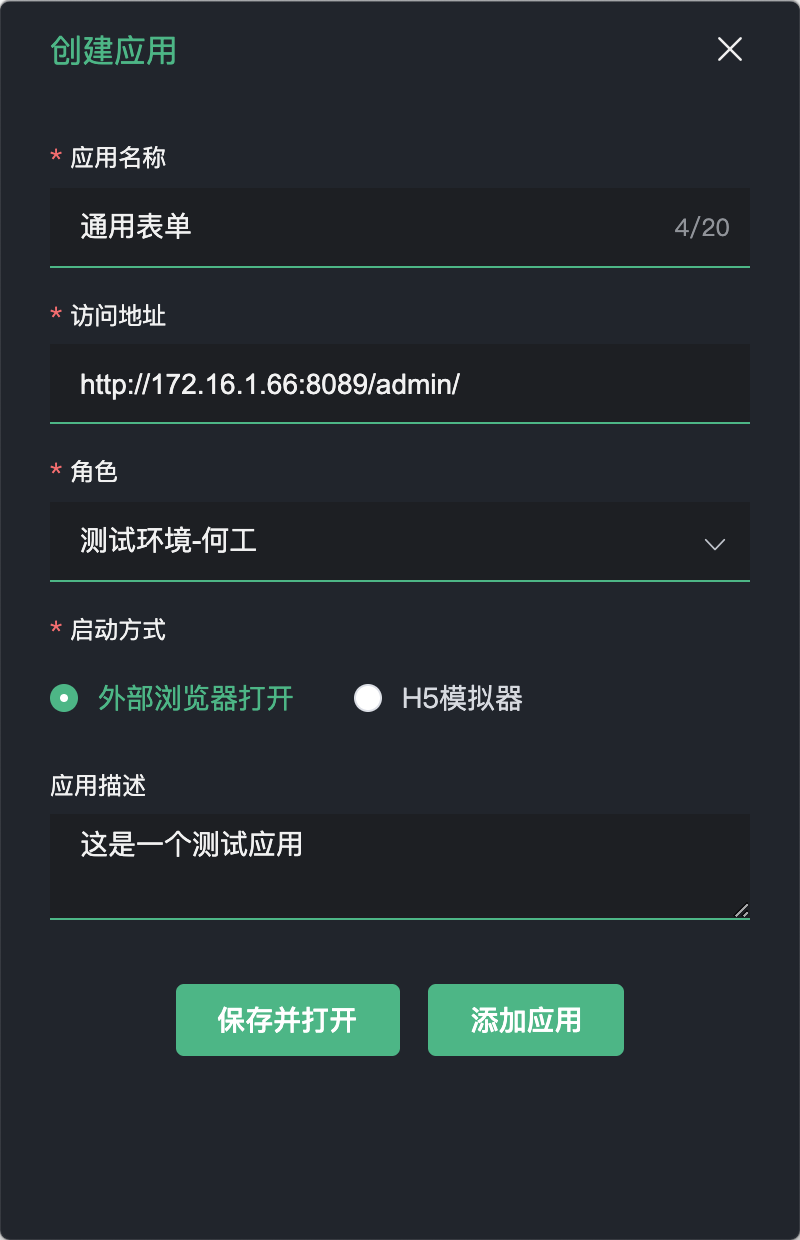 创建应用
* 应用名称
通用表单 4/20
* 访问地址
http://172.16.1.66:8089/admin/
* 角色
测试环境-何工
* 启动方式
外部浏览器打开 H5模拟器
应用描述
这是一个测试应用
保存并打开 添加应用